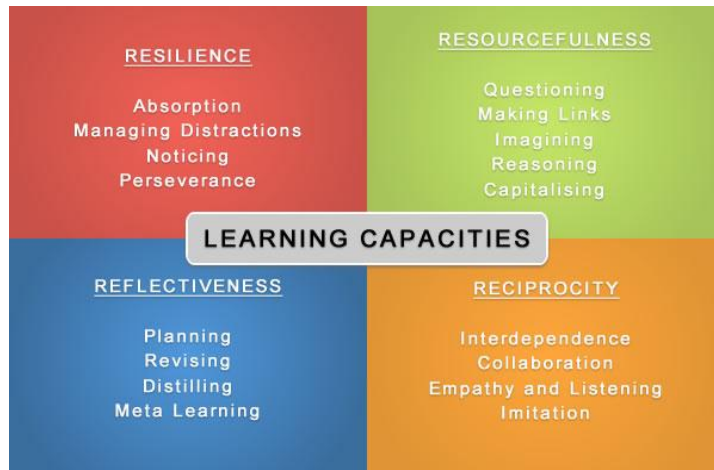 RESILIENCE
Absorption
Managing Distractions
Noticing
Perseverance
RESOURCEFULNESS
Questioning
Making Links
Imagining
Reasoning
Capitalising
LEARNING CAPACITIES
REFLECTIVENESS
Planning
Revising
Distilling
Meta Learning
RECIPROCITY
Interdependence
Collaboration
Empathy and Listening
Imitation